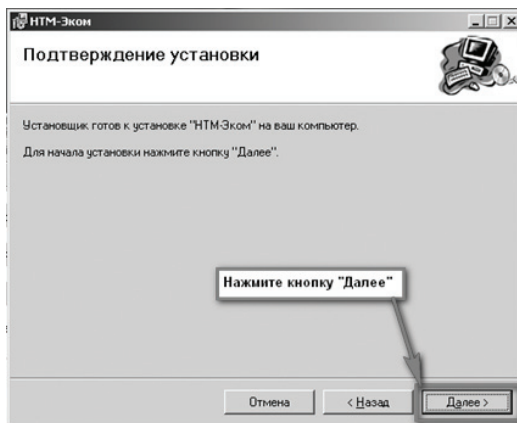 НТМ-Эком
Подтверждение установки
Установщик готов к установке "НТМ-Эком" на ваш компьютер.
Для начала установки нажмите кнопку "Далее".
Нажмите кнопку "Далее"
Отмена
< Назад
Далее >